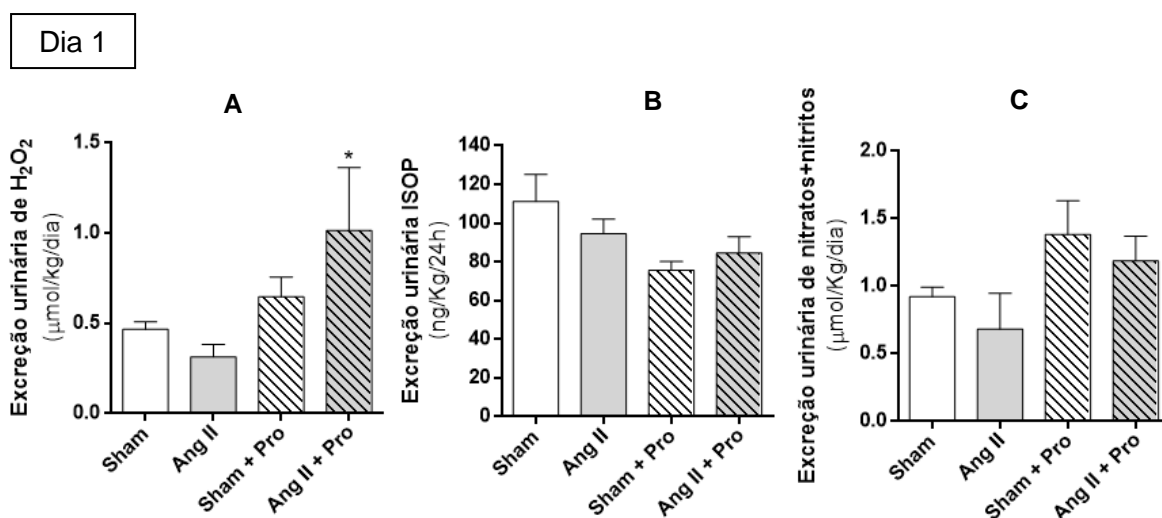 Dia 1
A
Excreção urinária de H₂O₂
(µmol/kg/dia)
1.5
1.0
0.5
0.0
*
Sham
Ang II
Sham + Pro
Ang II + Pro
B
Excreção urinária ISOP
(ng/Kg/24h)
140
120
100
80
60
40
20
0
Sham
Ang II
Sham + Pro
Ang II + Pro
C
Excreção urinária de nitratos+nitritos
(µmol/Kg/dia)
2.0
1.5
1.0
0.5
0.0
Sham
Ang II
Sham + Pro
Ang II + Pro